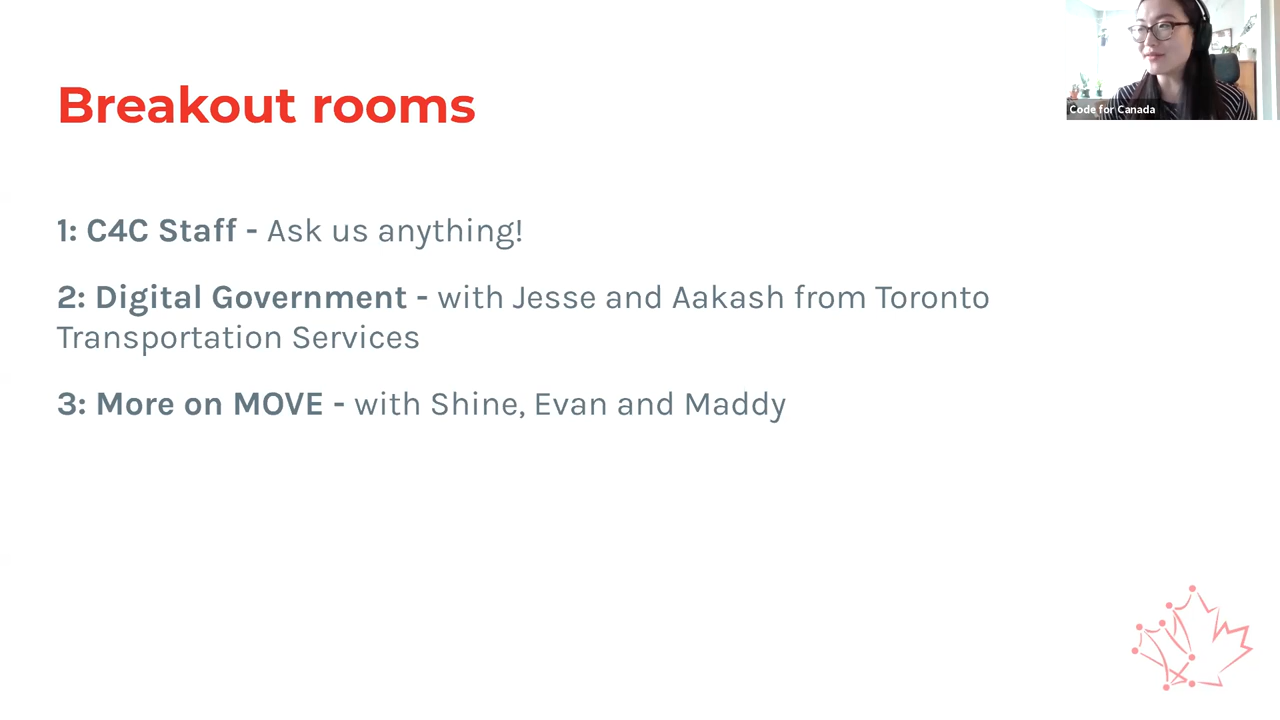 Breakout rooms
Code for Canada
1: C4C Staff - Ask us anything!
2: Digital Government - with Jesse and Aakash from Toronto
Transportation Services
3: More on MOVE - with Shine, Evan and Maddy